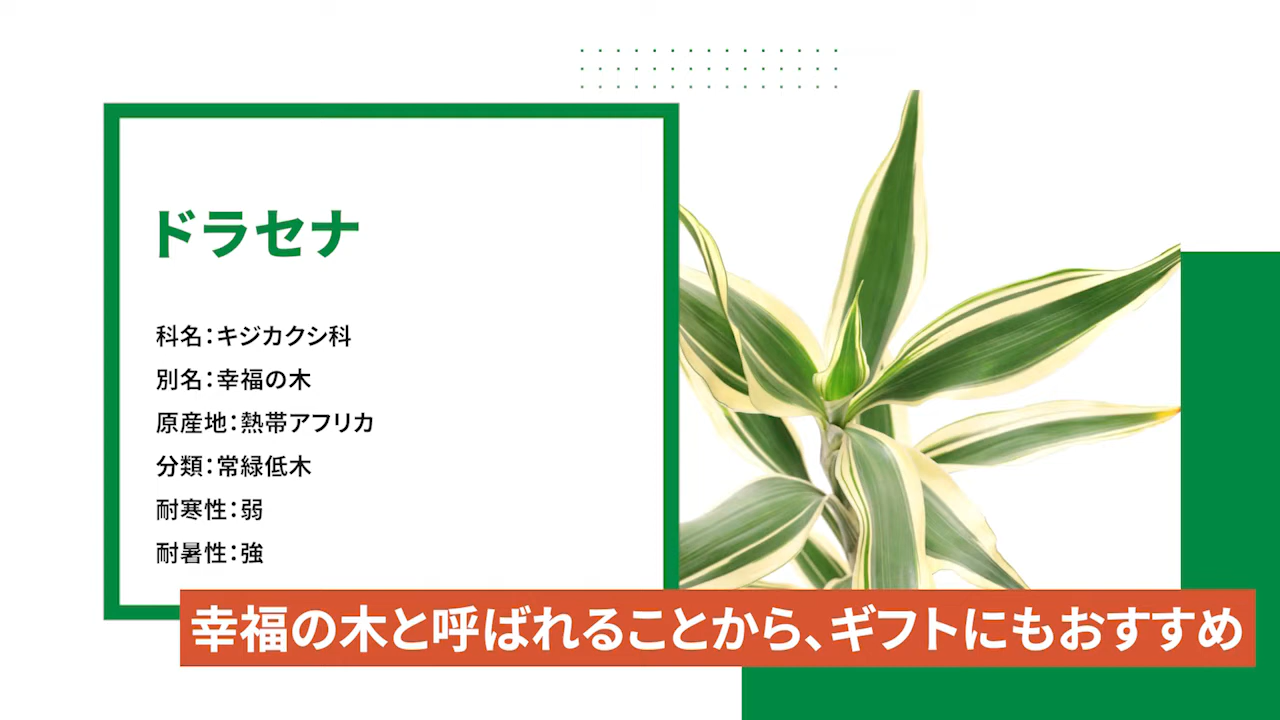 ドラセナ
科名：キジカクシ科
別名：幸福の木
原産地：熱帯アフリカ
分類：常緑低木
耐寒性：弱
耐暑性：強
幸福の木と呼ばれることから、ギフトにもおすすめ